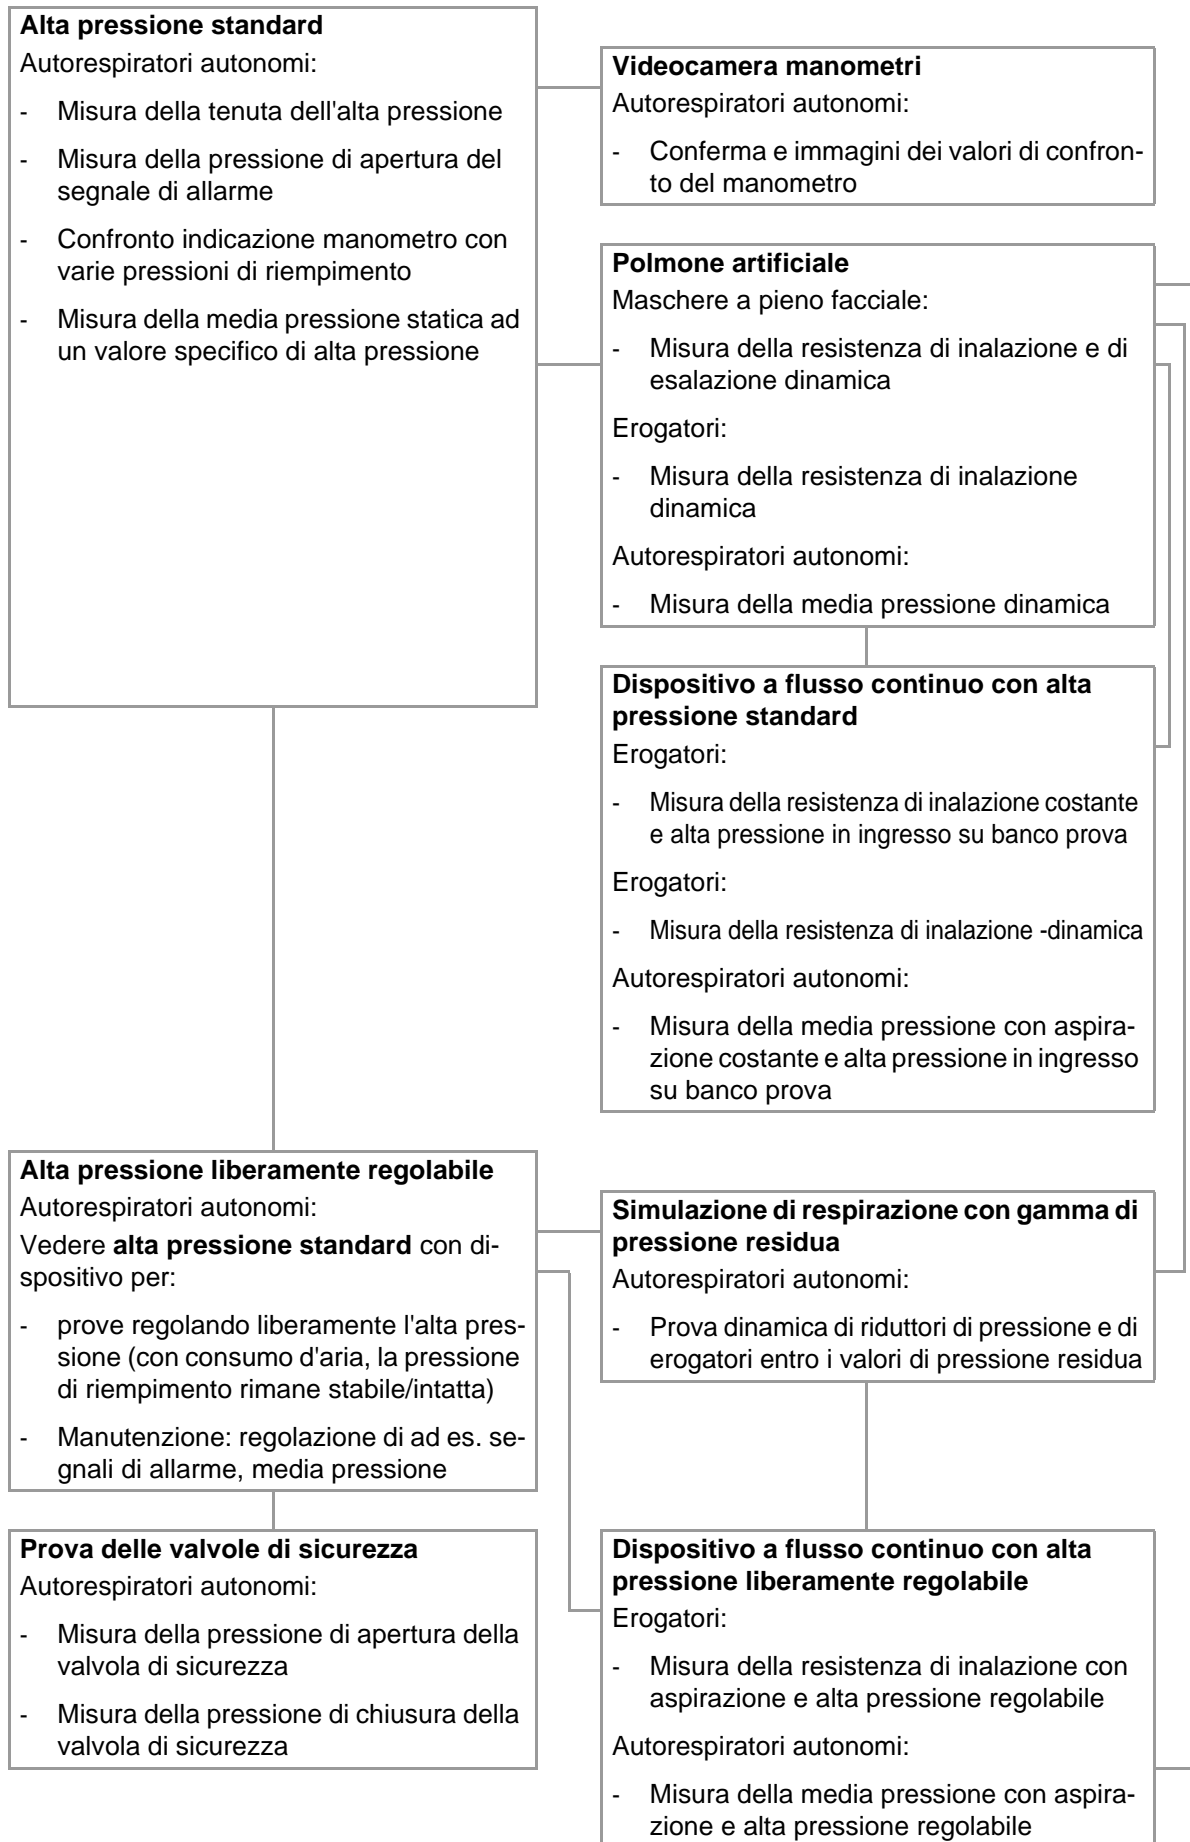 Alta pressione standard
Autorespiratori autonomi:
- Misura della tenuta dell'alta pressione
- Misura della pressione di apertura del
segnale di allarme
- Confronto indicazione manometro con
varie pressioni di riempimento
- Misura della media pressione statica ad
un valore specifico di alta pressione
Videocamera manometri
Autorespiratori autonomi:
- Conferma e immagini dei valori di confron-
to del manometro
Polmone artificiale
Maschere a pieno facciale:
- Misura della resistenza di inalazione e di
esalazione dinamica
Erogatori:
- Misura della resistenza di inalazione
dinamica
Autorespiratori autonomi:
- Misura della media pressione dinamica
Dispositivo a flusso continuo con alta
pressione standard
Erogatori:
- Misura della resistenza di inalazione costante
e alta pressione in ingresso su banco prova
Erogatori:
- Misura della resistenza di inalazione -dinamica
Autorespiratori autonomi:
- Misura della media pressione con aspira-
zione costante e alta pressione in ingresso
su banco prova
Alta pressione liberamente regolabile
Autorespiratori autonomi:
Vedere alta pressione standard con di-
spositivo per:
- prove regolando liberamente l'alta pres-
sione (con consumo d'aria, la pressione
di riempimento rimane stabile/intatta)
- Manutenzione: regolazione di ad es. se-
gnali di allarme, media pressione
Simulazione di respirazione con gamma di
pressione residua
Autorespiratori autonomi:
- Prova dinamica di riduttori di pressione e di
erogatori entro i valori di pressione residua
Prova delle valvole di sicurezza
Autorespiratori autonomi:
- Misura della pressione di apertura della
valvola di sicurezza
- Misura della pressione di chiusura della
valvola di sicurezza
Dispositivo a flusso continuo con alta
pressione liberamente regolabile
Erogatori:
- Misura della resistenza di inalazione con
aspirazione e alta pressione regolabile
Autorespiratori autonomi:
- Misura della media pressione con aspira-
zione e alta pressione regolabile